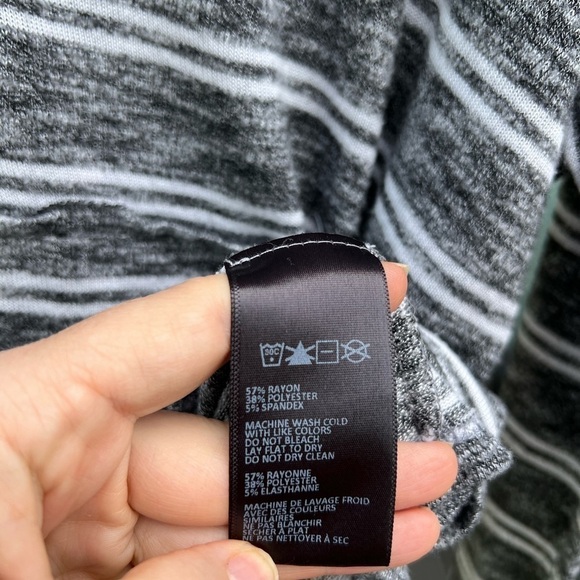 30C
57% RAYON
38% POLYESTER
5% SPANDEX
MACHINE WASH COLD
WITH LIKE COLORS
DO NOT BLEACH
LAY FLAT TO DRY
DO NOT DRY CLEAN
57% RAYONNE
38% POLYESTER
5% ELASTHANNE
MACHINE DE LAVAGE FROID
AVEC DES COULEURS
SIMILAIRES
NE PAS BLANCHIR
SÉCHER À PLAT
NE PAS NETTOYER À SEC